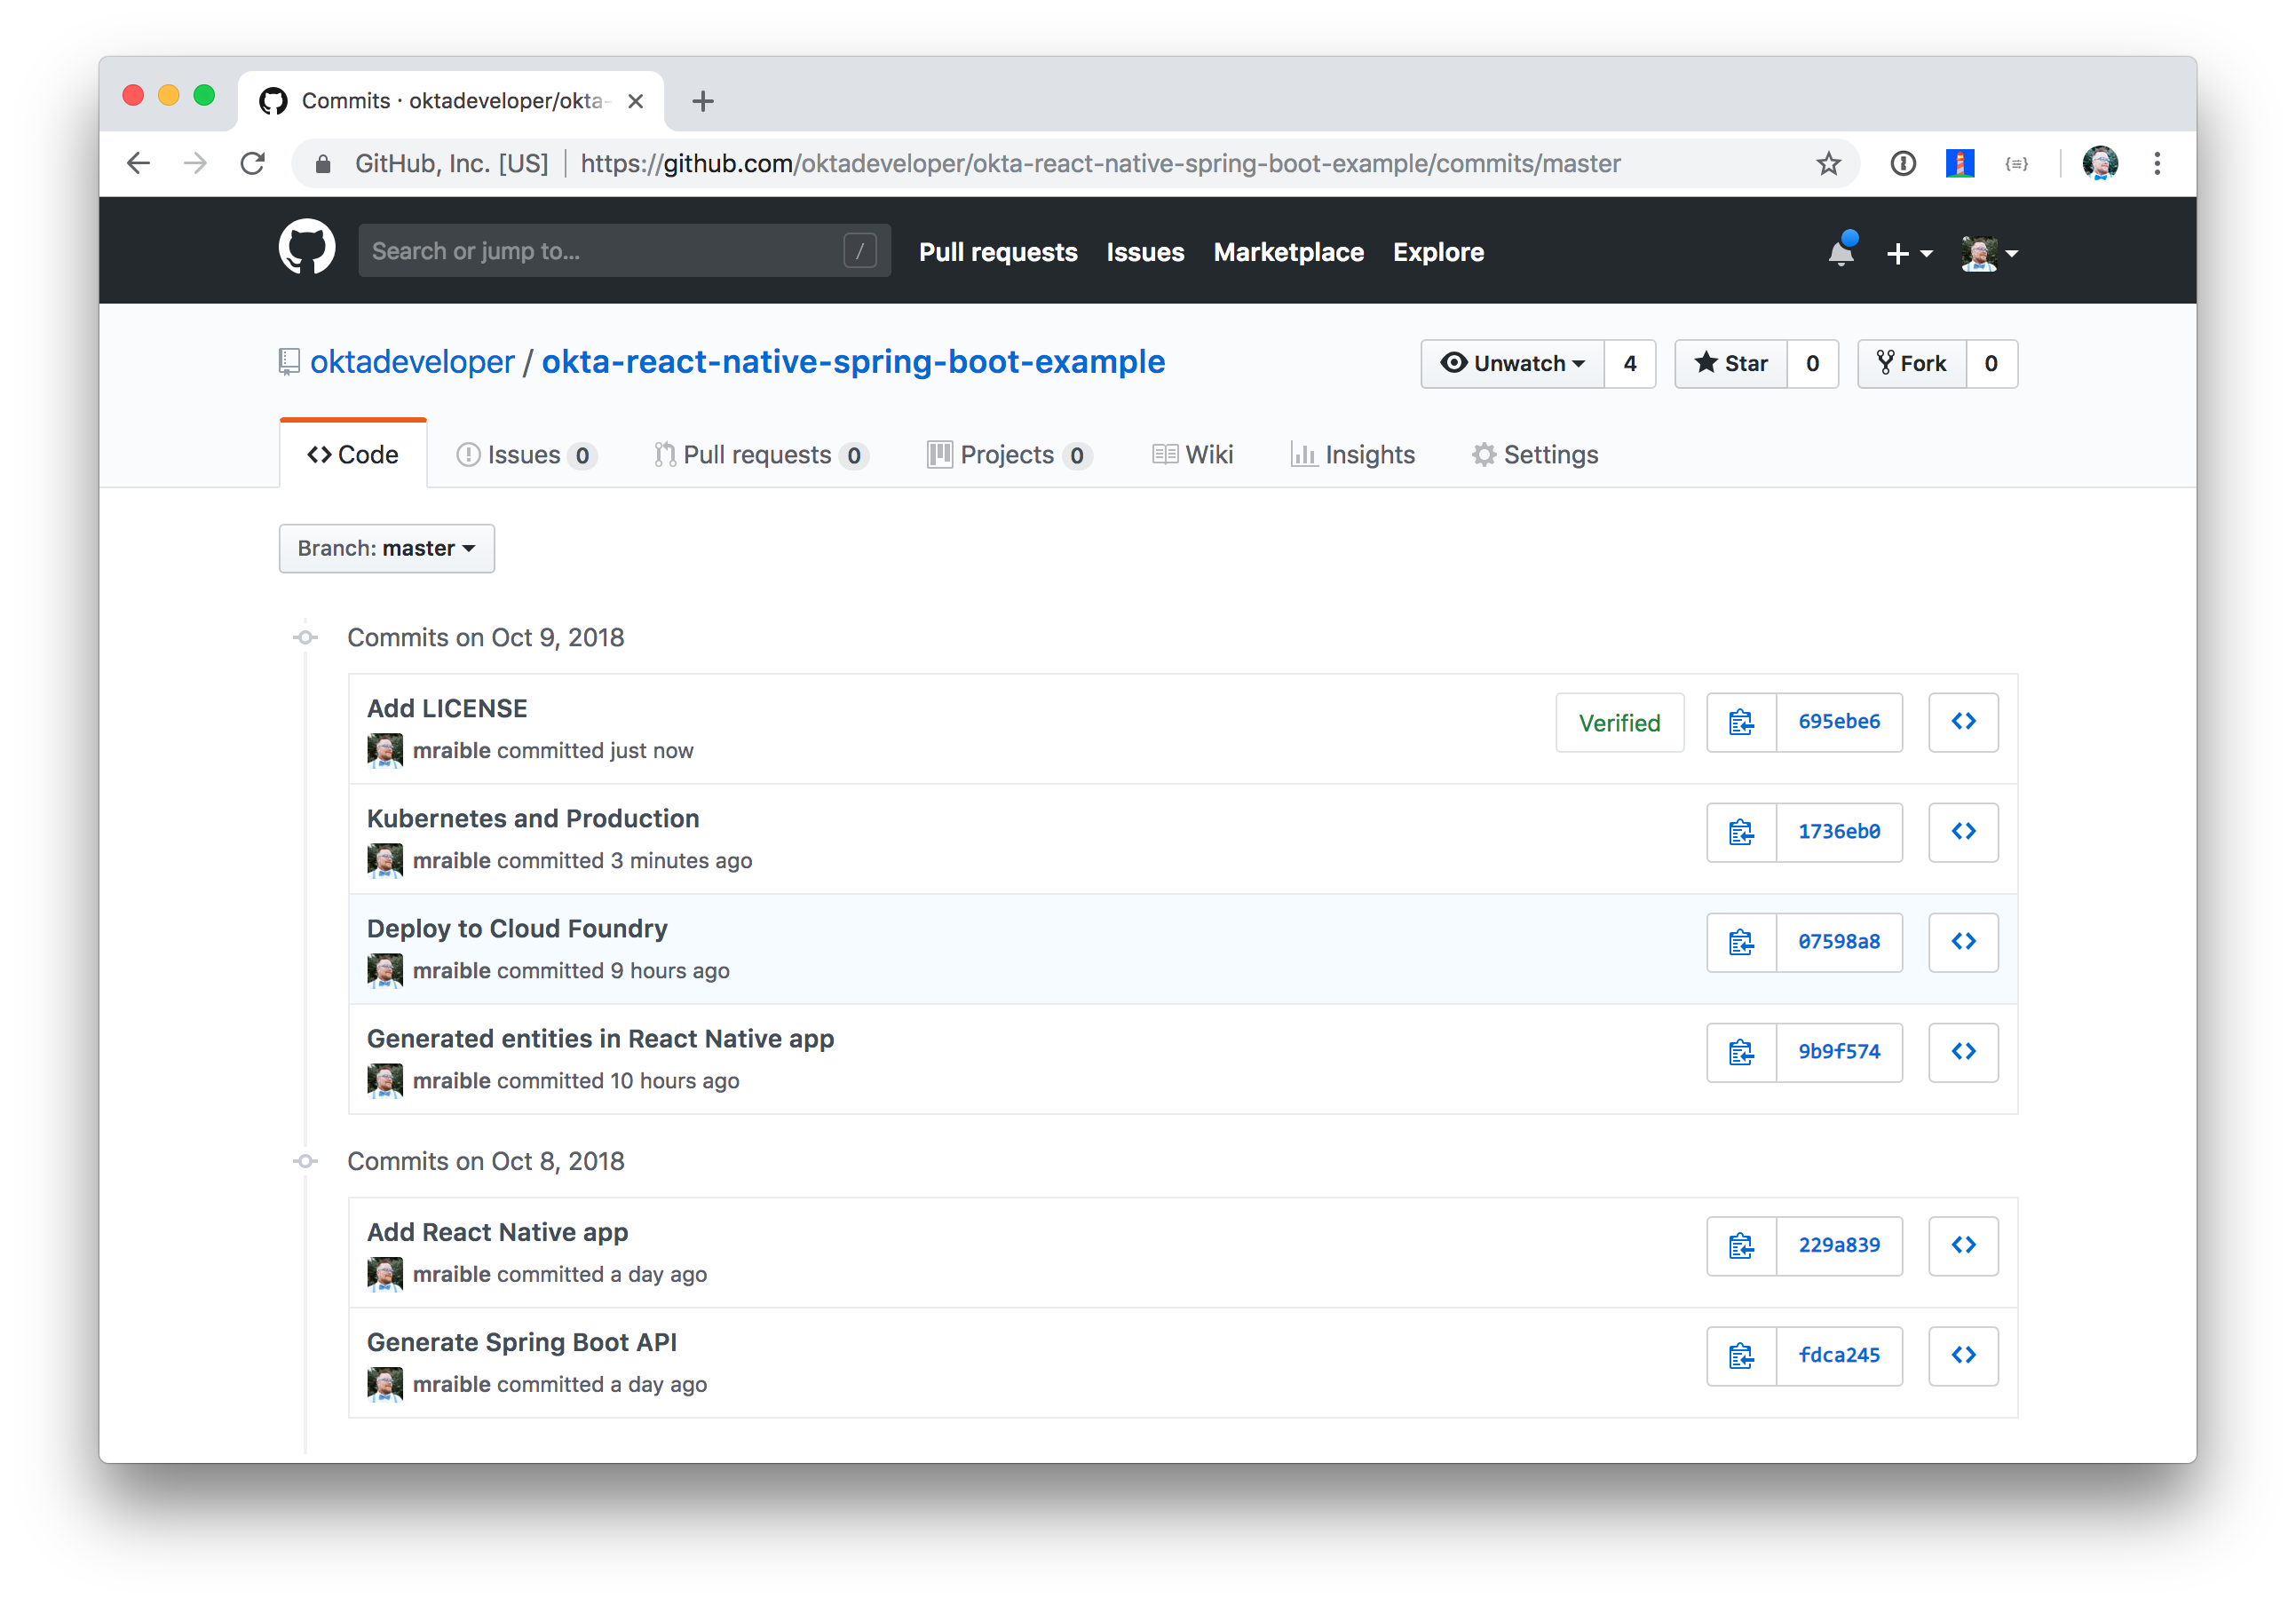 Commits · oktadeveloper/okta-
GitHub, Inc. [US] https://github.com/oktadeveloper/okta-react-native-spring-boot-example/commits/master
Search or jump to... / Pull requests Issues Marketplace Explore
oktadeveloper / okta-react-native-spring-boot-example Unwatch 4 Star 0 Fork 0
Code Issues 0 Pull requests 0 Projects 0 Wiki Insights Settings
Branch: master
Commits on Oct 9, 2018
Add LICENSE
mraible committed just now
Verified 695ebe6
Kubernetes and Production
mraible committed 3 minutes ago
1736eb0
Deploy to Cloud Foundry
mraible committed 9 hours ago
07598a8
Generated entities in React Native app
mraible committed 10 hours ago
9b9f574
Commits on Oct 8, 2018
Add React Native app
mraible committed a day ago
229a839
Generate Spring Boot API
mraible committed a day ago
fdca245